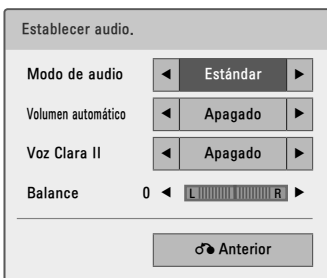 Establecer audio.
Modo de audio ◀ Estándar ▶
Volumen automático ◀ Apagado ▶
Voz Clara II ◀ Apagado ▶
Balance 0 ◀ L R ▶
Anterior